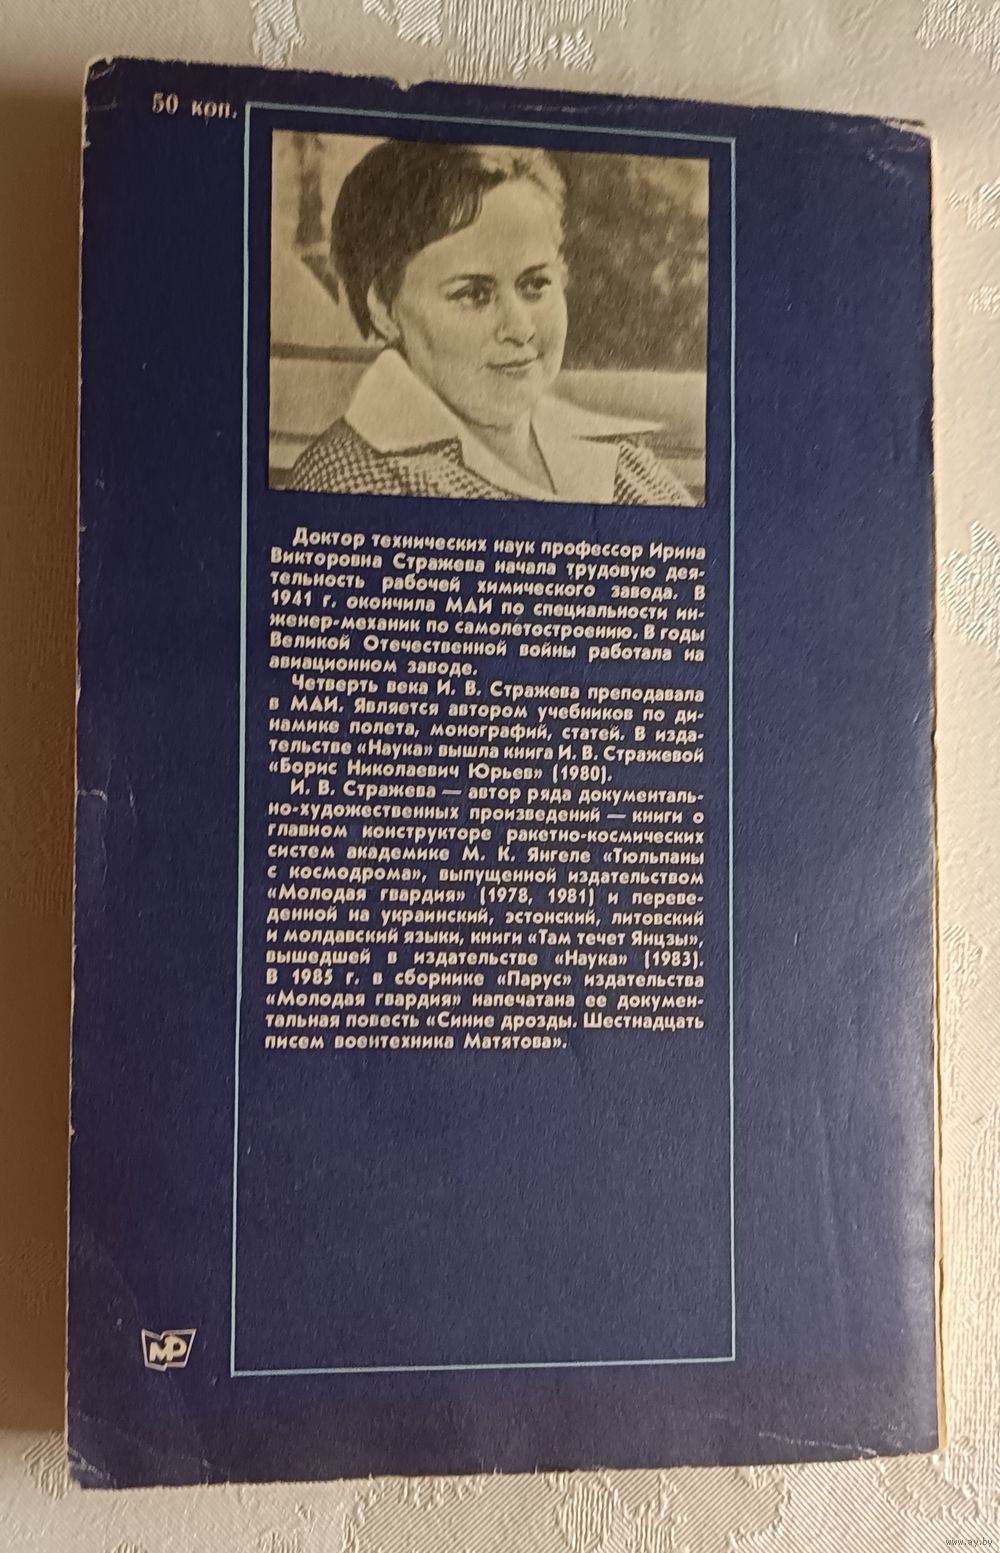 50 коп.
Доктор технических наук профессор Ирина
Викторовна Стражева начала трудовую дея-
тельность рабочей химического завода. В
1941 г. окончила МАИ по специальности ин-
женер-механик по самолетостроению. В годы
Великой Отечественной войны работала на
авиационном заводе.
Четверть века И. В. Стражева преподавала
в МАИ. Является автором учебников по ди-
намике полета, монографий, статей. В изда-
тельстве «Наука» вышла книга И. В. Стражевой
«Борис Николаевич Юрьев» (1980).
И. В. Стражева — автор ряда документаль-
но-художественных произведений — книги о
главном конструкторе ракетно-космических
систем академике М. К. Янгеле «Тюльпаны
с космодрома», выпущенной издательством
«Молодая гвардия» (1978, 1981) и переве-
денной на украинский, эстонский, литовский
и молдавский языки, книги «Там течет Янцзы»,
вышедшей в издательстве «Наука» (1983).
В 1985 г. в сборнике «Парус» издательства
«Молодая гвардия» напечатана ее докумен-
тальная повесть «Синие дрозды. Шестнадцать
писем воентехника Матятова».
МР
www.ay.by